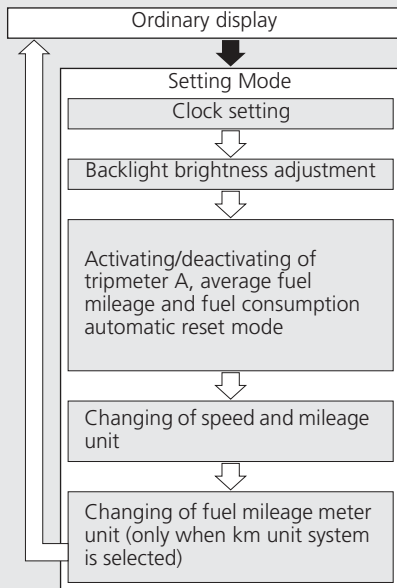 Ordinary display
Setting Mode
Clock setting
Backlight brightness adjustment
Activating/deactivating of
tripmeter A, average fuel
mileage and fuel consumption
automatic reset mode
Changing of speed and mileage
unit
Changing of fuel mileage meter
unit (only when km unit system
is selected)